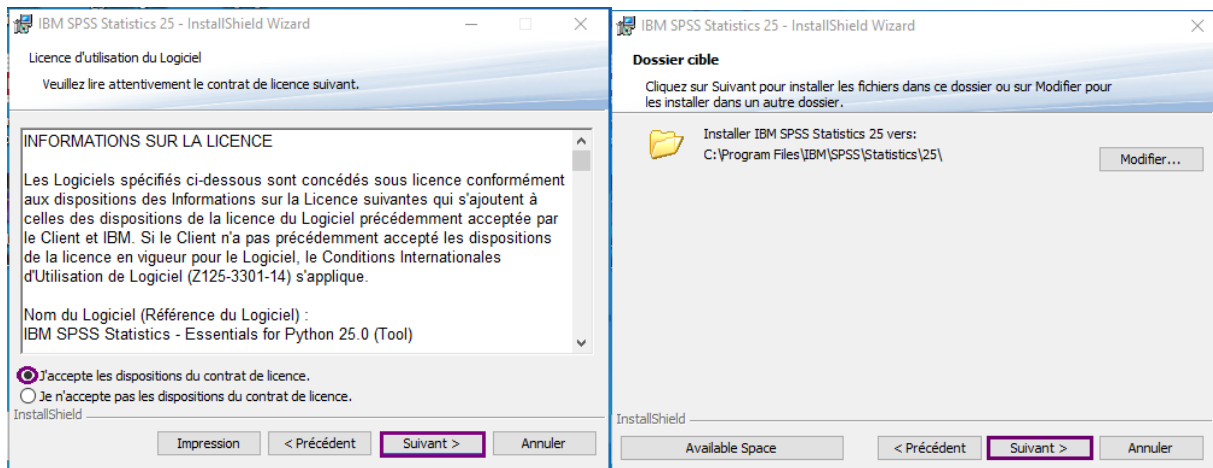 IBM SPSS Statistics 25 - InstallShield Wizard
Licence d'utilisation du Logiciel
Veuillez lire attentivement le contrat de licence suivant.
INFORMATIONS SUR LA LICENCE
Les Logiciels spécifiés ci-dessous sont concédés sous licence conformément
aux dispositions des Informations sur la Licence suivantes qui s'ajoutent à
celles des dispositions de la licence du Logiciel précédemment acceptée par
le Client et IBM. Si le Client n'a pas précédemment accepté les dispositions
de la licence en vigueur pour le Logiciel, le Conditions Internationales
d'Utilisation de Logiciel (Z125-3301-14) s'applique.
Nom du Logiciel (Référence du Logiciel) :
IBM SPSS Statistics - Essentials for Python 25.0 (Tool)
J'accepte les dispositions du contrat de licence.
Je n'accepte pas les dispositions du contrat de licence.
InstallShield
Impression
< Précédent
Suivant >
Annuler
IBM SPSS Statistics 25 - InstallShield Wizard
Dossier cible
Cliquez sur Suivant pour installer les fichiers dans ce dossier ou sur Modifier pour
les installer dans un autre dossier.
Installer IBM SPSS Statistics 25 vers:
C:\Program Files\IBM\SPSS\Statistics\25\
Modifier...
InstallShield
Available Space
< Précédent
Suivant >
Annuler